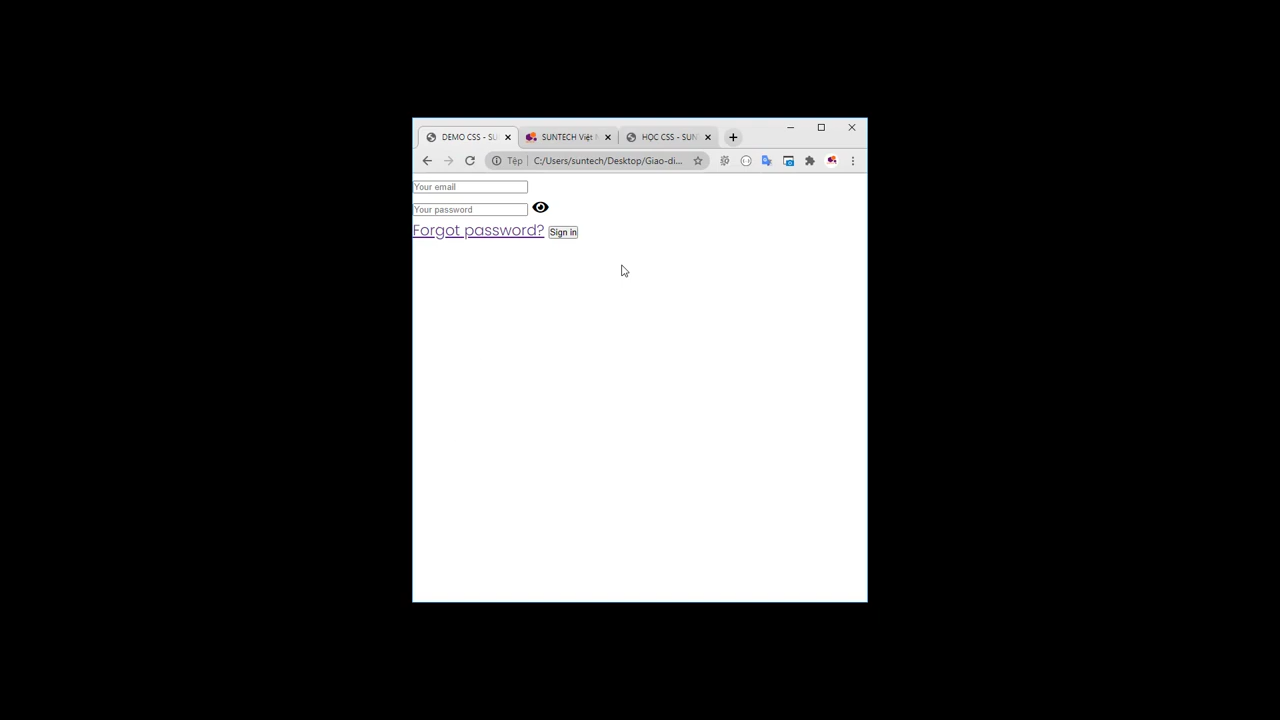 DEMO CSS - SU
SUNTECH Việt
HỌC CSS - SUN
Tệp
C:/Users/suntech/Desktop/Giao-di...
Your email
Your password
Forgot password? Sign in